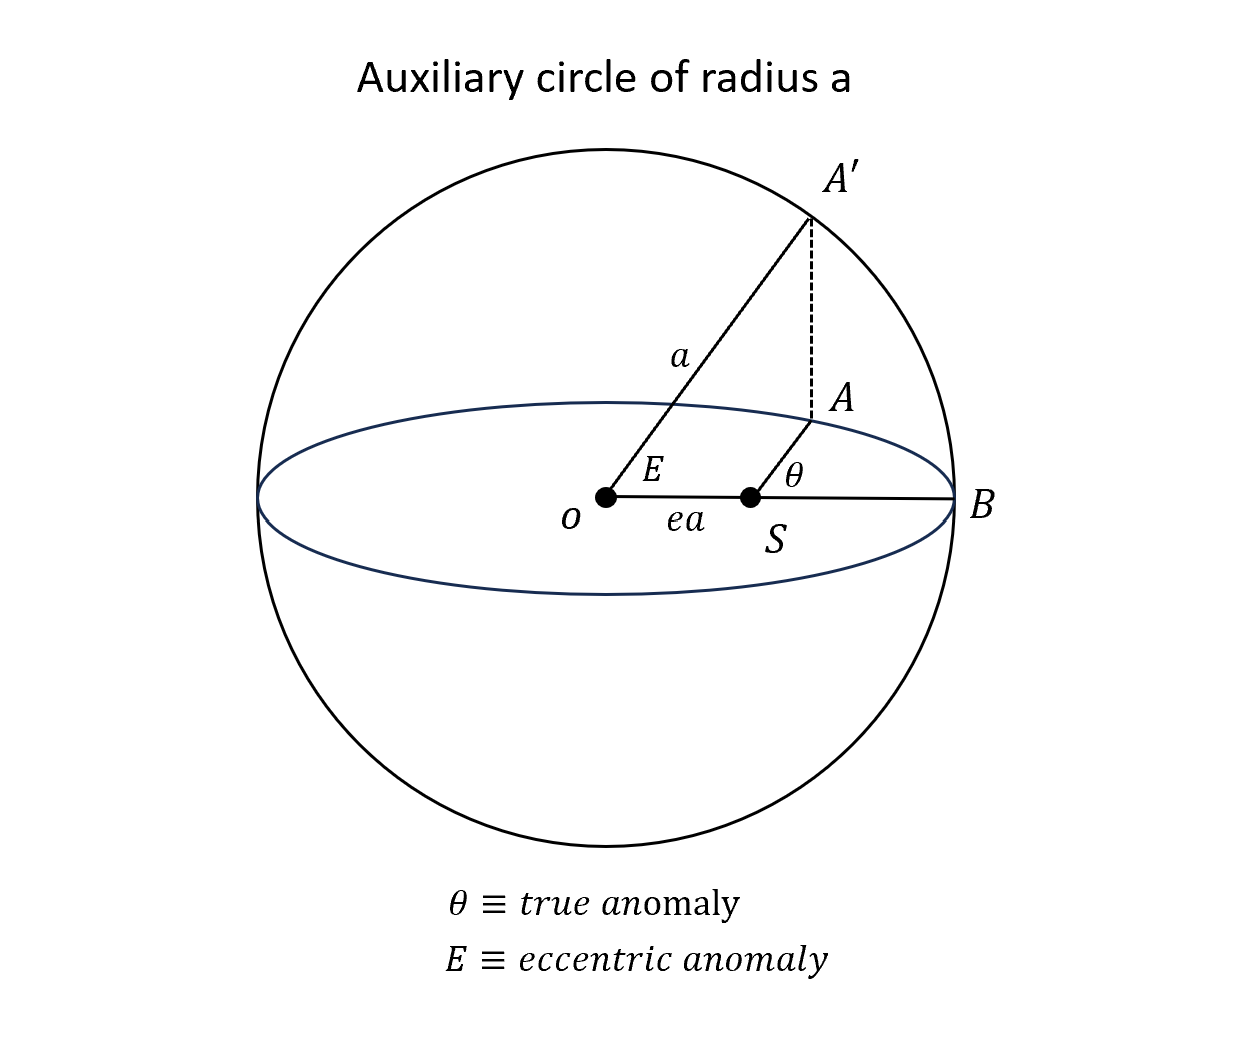 Auxiliary circle of radius a
A′
a
A
E
θ
o
ea
S
B
θ ≡ true anomaly
E ≡ eccentric anomaly